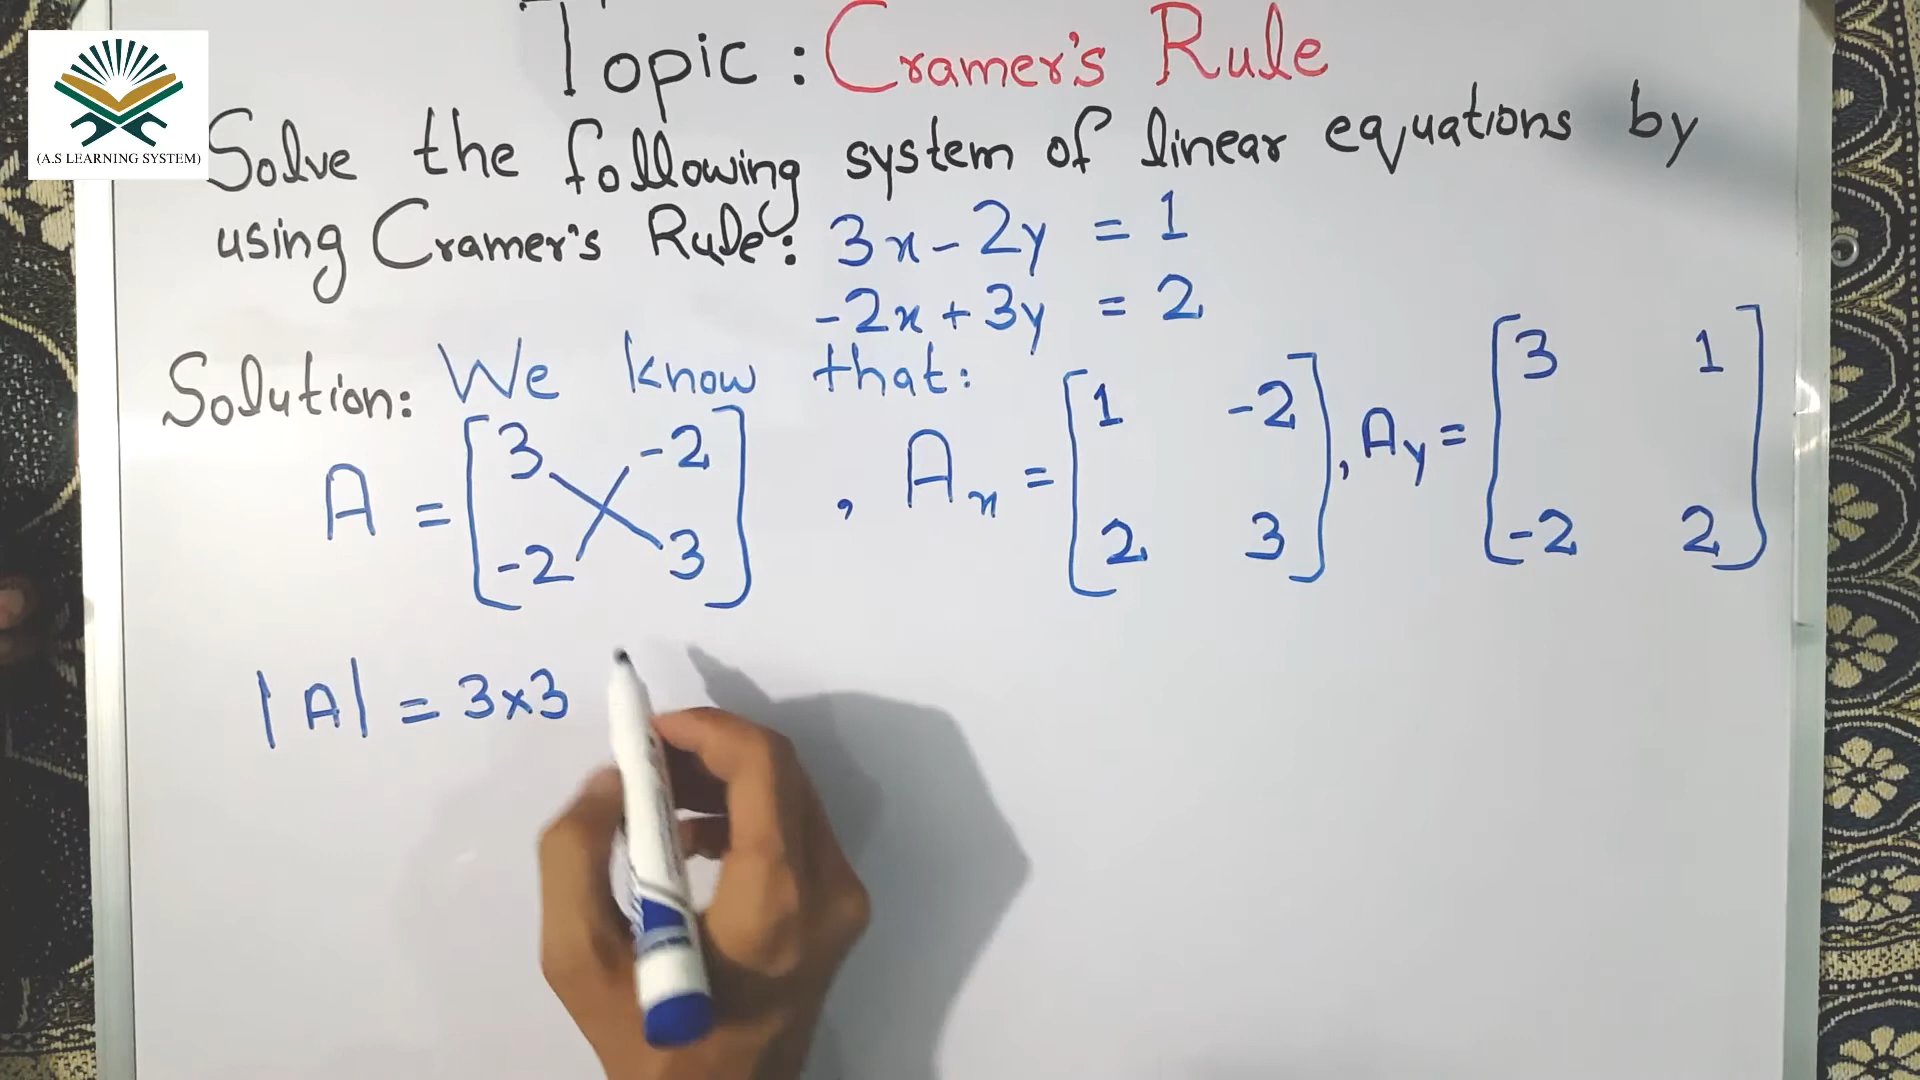 Topic: Cramer's Rule
(A.S LEARNING SYSTEM)
Solve the following system of linear equations by
using Cramer's Rule: 3x - 2y = 1
-2x + 3y = 2
Solution: We know that:
A = [3 -2
-2 3] , Ax = [1 -2
2 3] , Ay = [3 1
-2 2]
|A| = 3×3